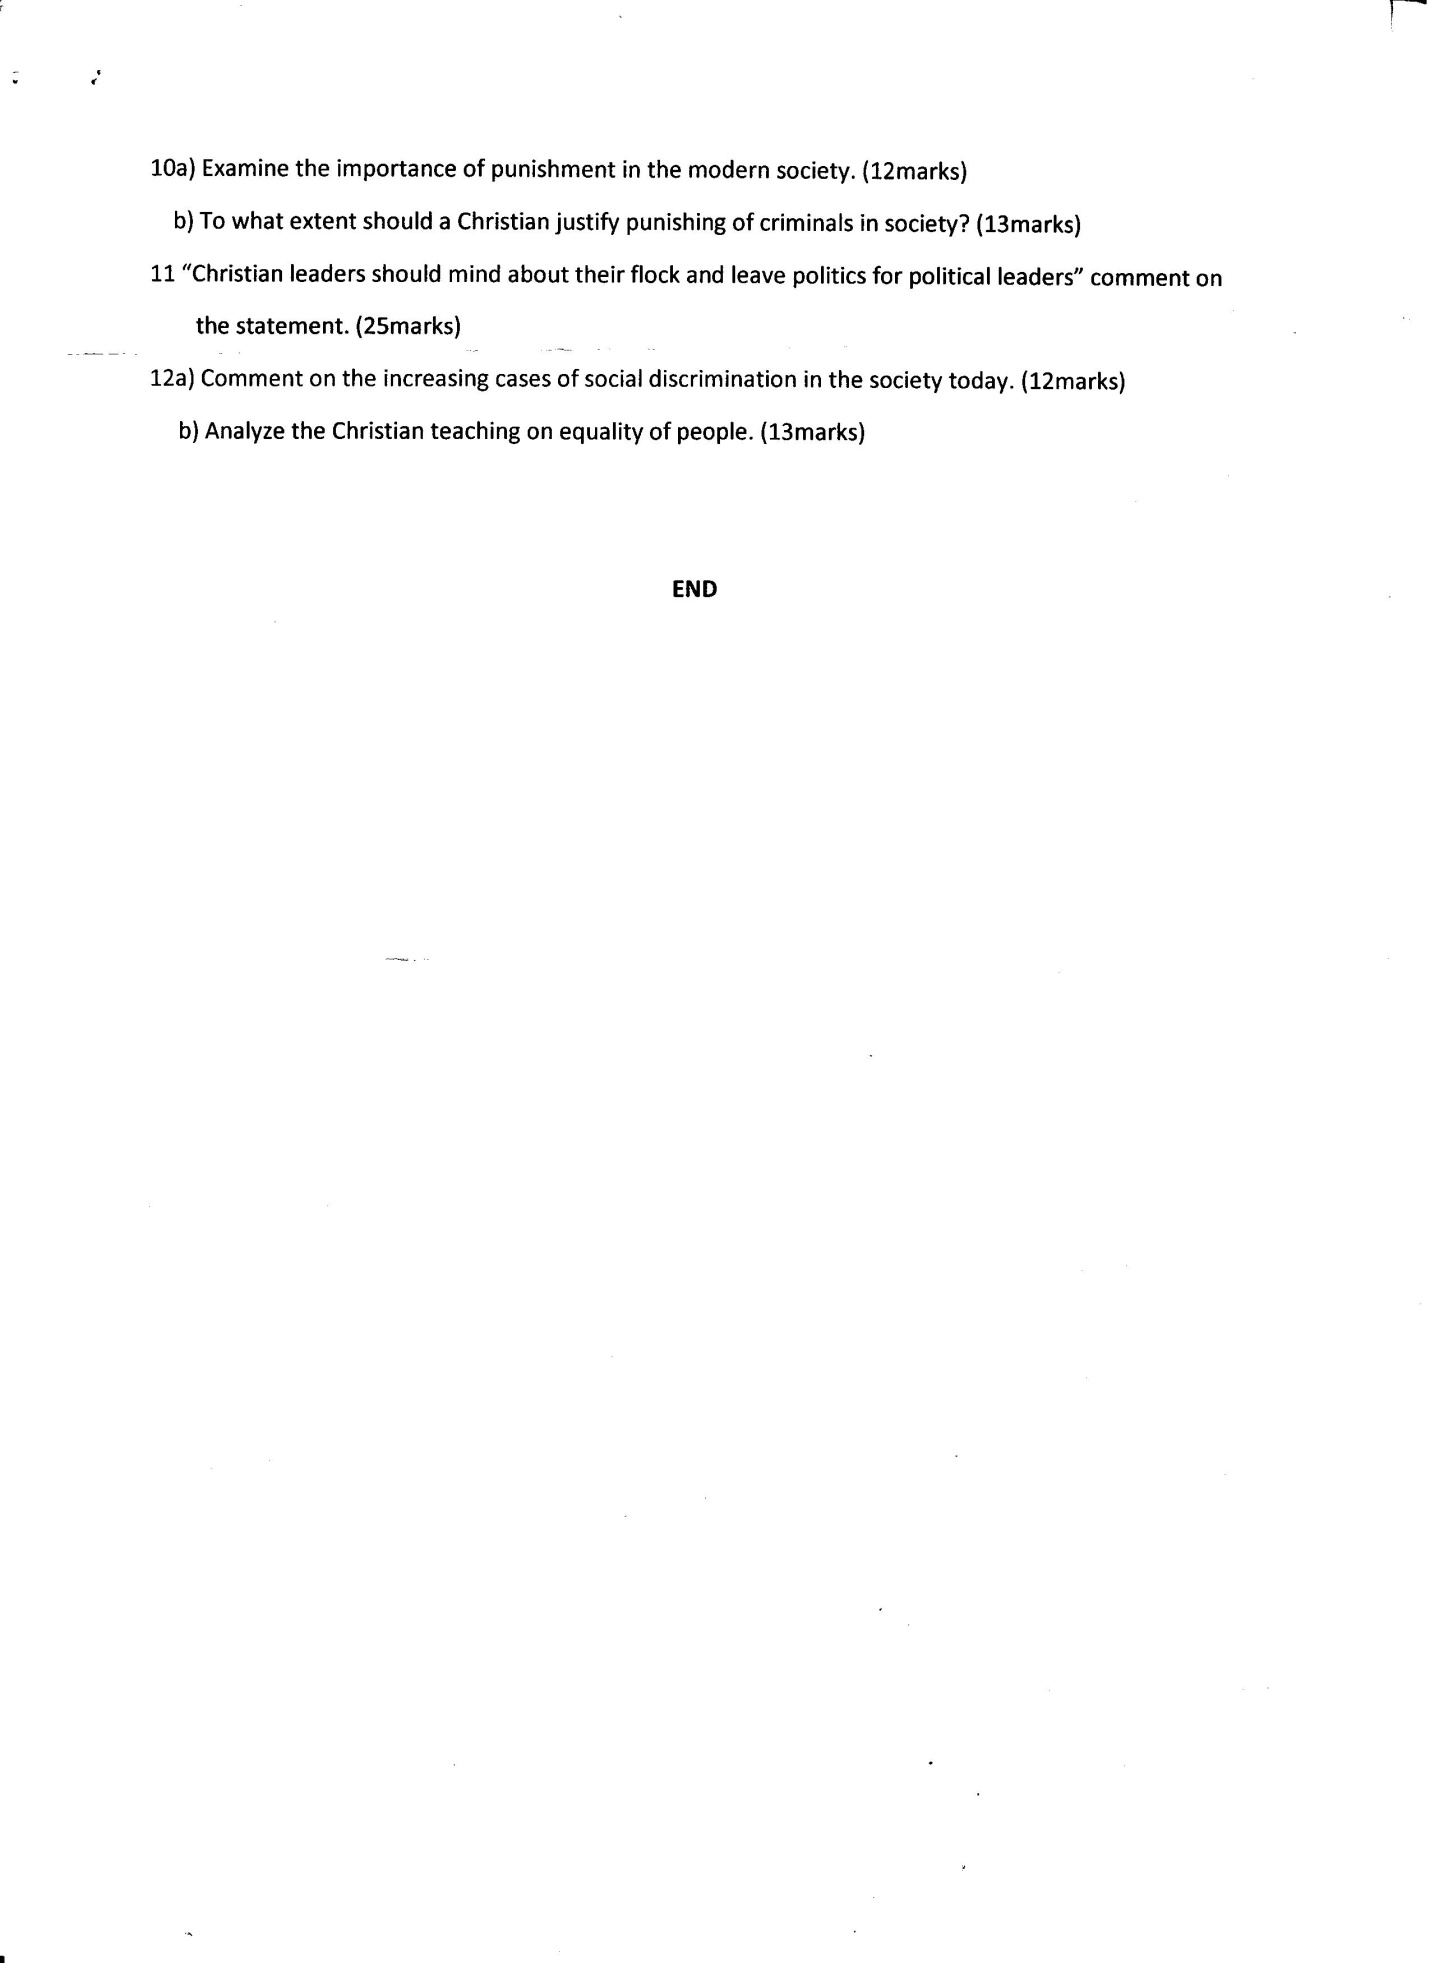 10a) Examine the importance of punishment in the modern society. (12marks)
b) To what extent should a Christian justify punishing of criminals in society? (13marks)
11 “Christian leaders should mind about their flock and leave politics for political leaders” comment on
the statement. (25marks)
12a) Comment on the increasing cases of social discrimination in the society today. (12marks)
b) Analyze the Christian teaching on equality of people. (13marks)
END